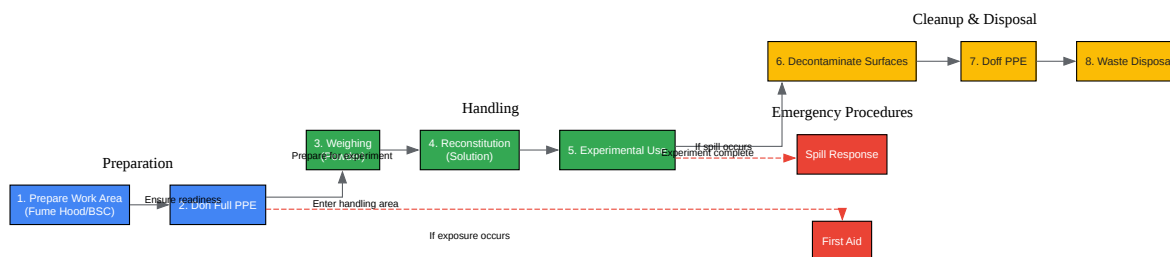 Cleanup & Disposal
6. Decontaminate Surfaces
7. Doff PPE
8. Waste Disposa
Handling
Emergency Procedures
3. Weighing
Prepare for experiment
4. Reconstitution
(Solution)
5. Experimental Use
If spill occurs
Experiment complete
Spill Response
Preparation
1. Prepare Work Area
(Fume Hood/BSC)
Ensure readiness
2. Don Full PPE
Enter handling area
If exposure occurs
First Aid